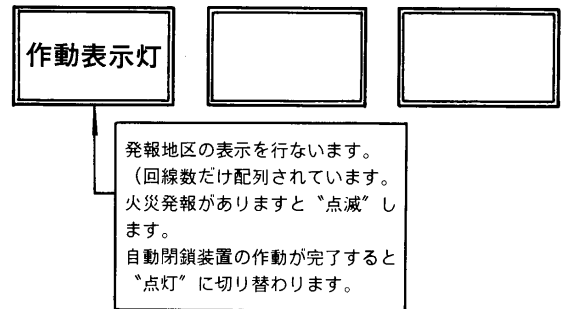 作動表示灯
発報地区の表示を行ないます。
（回線数だけ配列されています。
火災発報がありますと〝点滅〞し
ます。
自動閉鎖装置の作動が完了すると
〝点灯〞に切り替わります。